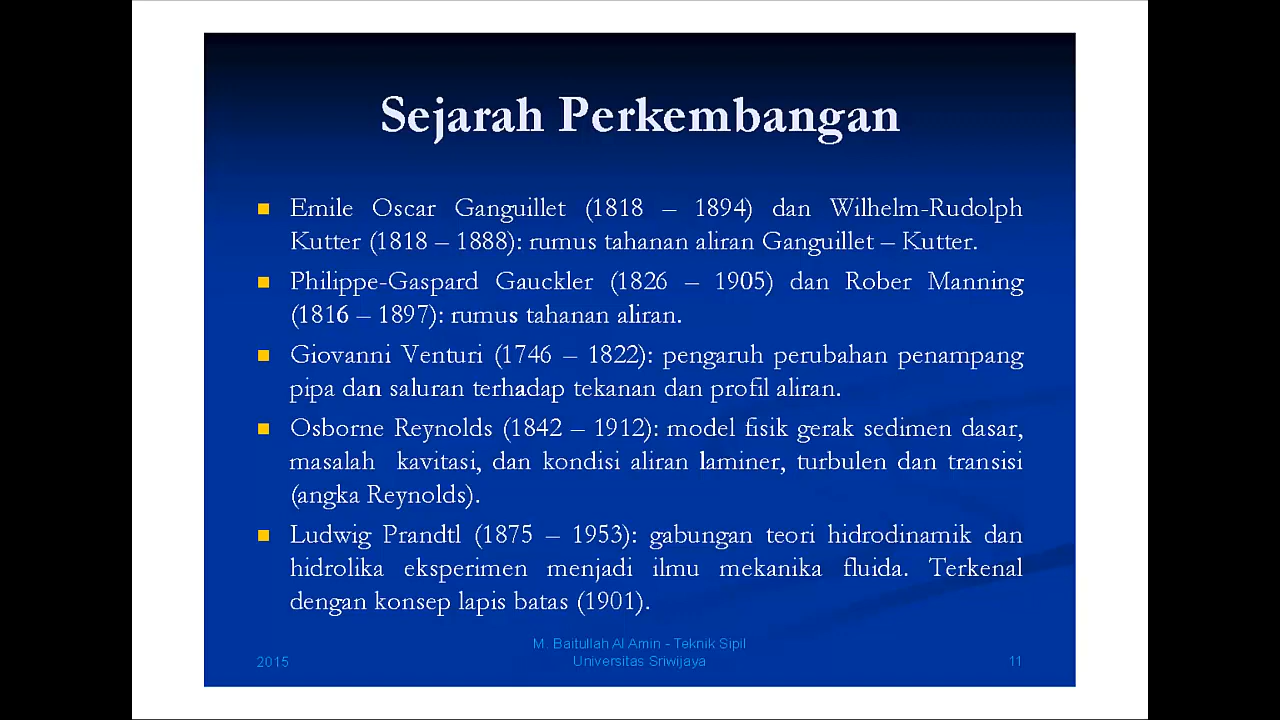 Sejarah Perkembangan
Emile Oscar Ganguillet (1818 – 1894) dan Wilhelm-Rudolph
Kutter (1818 – 1888): rumus tahanan aliran Ganguillet – Kutter.
Philippe-Gaspard Gauckler (1826 – 1905) dan Rober Manning
(1816 – 1897): rumus tahanan aliran.
Giovanni Venturi (1746 – 1822): pengaruh perubahan penampang
pipa dan saluran terhadap tekanan dan profil aliran.
Osborne Reynolds (1842 – 1912): model fisik gerak sedimen dasar,
masalah kavitasi, dan kondisi aliran laminer, turbulen dan transisi
(angka Reynolds).
Ludwig Prandtl (1875 – 1953): gabungan teori hidrodinamik dan
hidrolika eksperimen menjadi ilmu mekanika fluida. Terkenal
dengan konsep lapis batas (1901).
2015
M. Baitullah Al Amin - Teknik Sipil
Universitas Sriwijaya
11